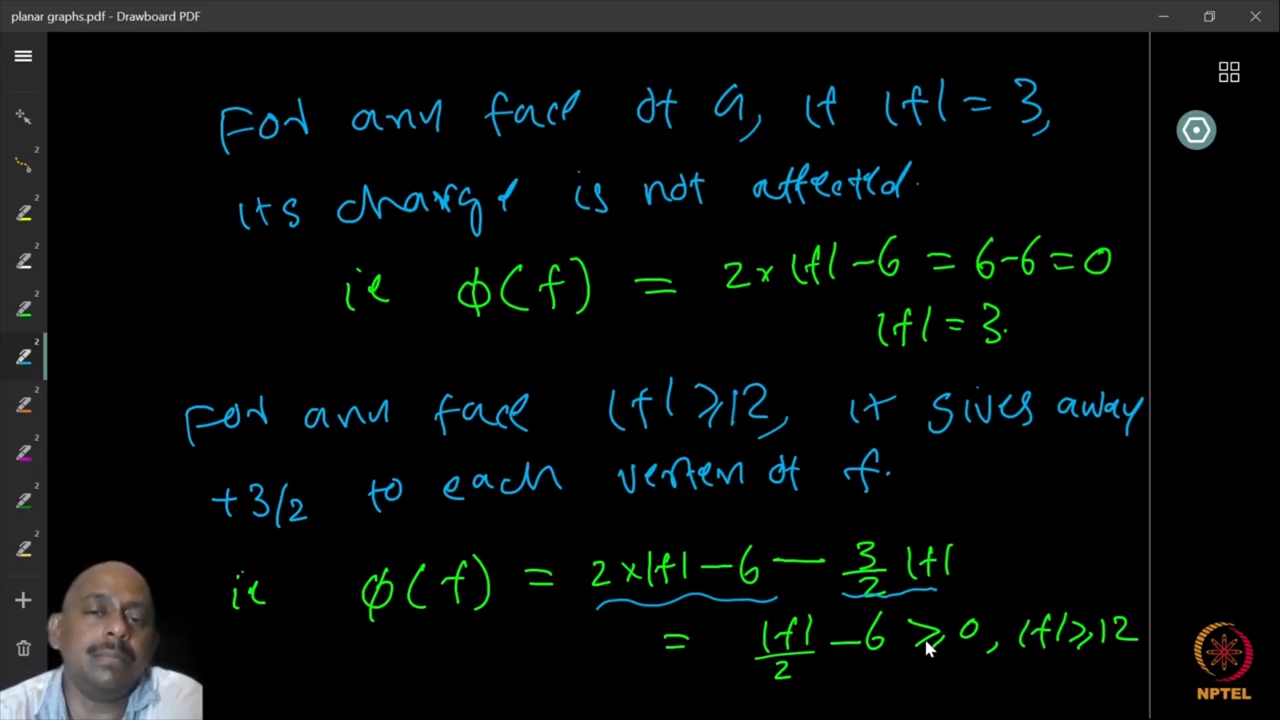 planar graphs.pdf - Drawboard PDF
For any face of G, if |f| = 3,
its charge is not affected.
ie ϕ(f) = 2×|f| - 6 = 6-6 = 0
|f| = 3.
For any face |f| ≥ 12, it gives away
+3/2 to each vertex of f.
ie ϕ(f) = 2×|f| - 6 - 3/2 |f|
= |f|/2 - 6 ≥ 0, |f| ≥ 12
NPTEL